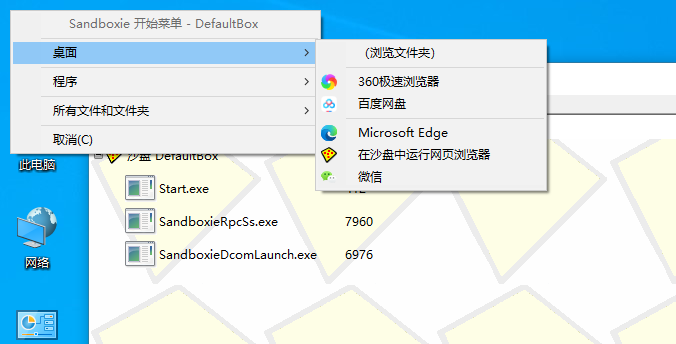 Sandboxie 开始菜单 - DefaultBox
桌面
程序
所有文件和文件夹
取消(C)
(浏览文件夹)
360极速浏览器
百度网盘
Microsoft Edge
在沙盘中运行网页浏览器
微信
此电脑
沙盘 DefaultBox
Start.exe
SandboxieRpcSs.exe 7960
SandboxieDcomLaunch.exe 6976
网络